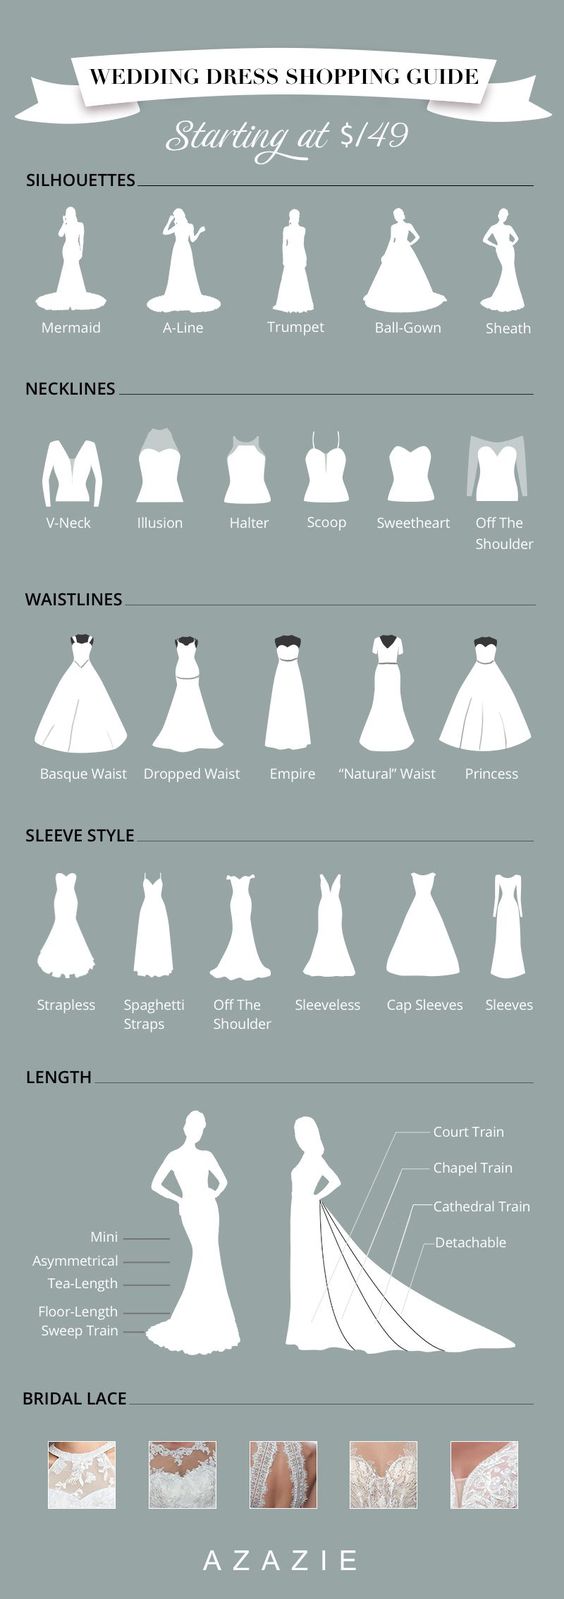 WEDDING DRESS SHOPPING GUIDE
Starting at $149
SILHOUETTES
Mermaid
A-Line
Trumpet
Ball-Gown
Sheath
NECKLINES
V-Neck
Illusion
Halter
Scoop
Sweetheart
Off The
Shoulder
WAISTLINES
Basque Waist
Dropped Waist
Empire
“Natural” Waist
Princess
SLEEVE STYLE
Strapless
Spaghetti
Straps
Off The
Shoulder
Sleeveless
Cap Sleeves
Sleeves
LENGTH
Mini
Asymmetrical
Tea-Length
Floor-Length
Sweep Train
Court Train
Chapel Train
Cathedral Train
Detachable
BRIDAL LACE
AZAZIE